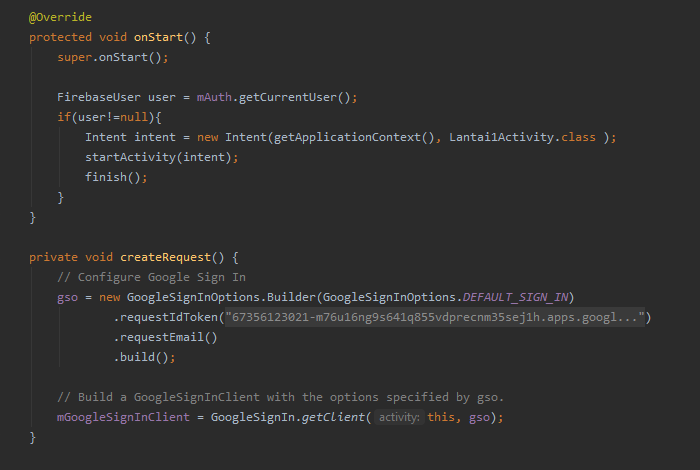 @Override
protected void onStart() {
super.onStart();
FirebaseUser user = mAuth.getCurrentUser();
if(user!=null){
Intent intent = new Intent(getApplicationContext(), Lantai1Activity.class );
startActivity(intent);
finish();
}
}
private void createRequest() {
// Configure Google Sign In
gso = new GoogleSignInOptions.Builder(GoogleSignInOptions.DEFAULT_SIGN_IN)
.requestIdToken("67356123021-m76u16ng9s641q855vdprecnm35sej1h.apps.googl...")
.requestEmail()
.build();
// Build a GoogleSignInClient with the options specified by gso.
mGoogleSignInClient = GoogleSignIn.getClient( activity: this, gso);
}